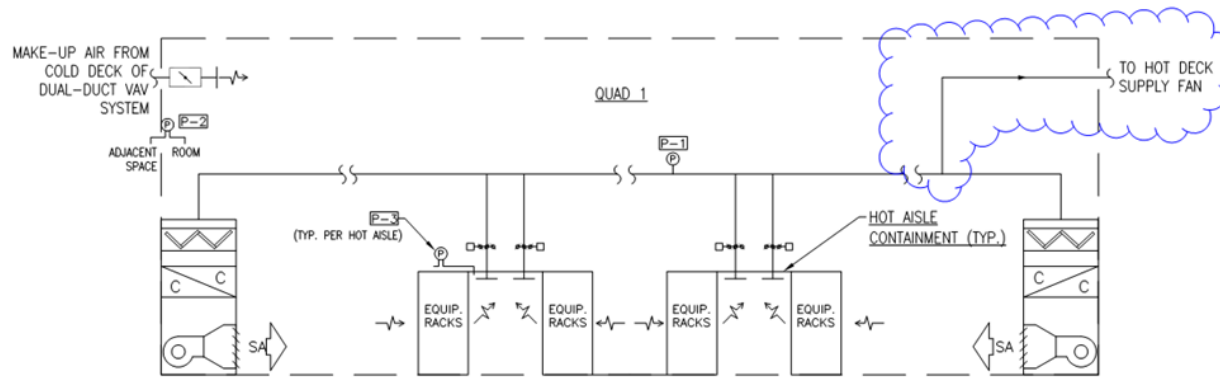 MAKE-UP AIR FROM
COLD DECK OF
DUAL-DUCT VAV
SYSTEM
P
P-2
ADJACENT ROOM
SPACE
QUAD 1
TO HOT DECK
SUPPLY FAN
P-1
P
P-3
(TYP. PER HOT AISLE)
P
HOT AISLE
CONTAINMENT (TYP.)
C
C
SA
EQUIP.
RACKS
EQUIP.
RACKS
EQUIP.
RACKS
EQUIP.
RACKS
C
C
SA